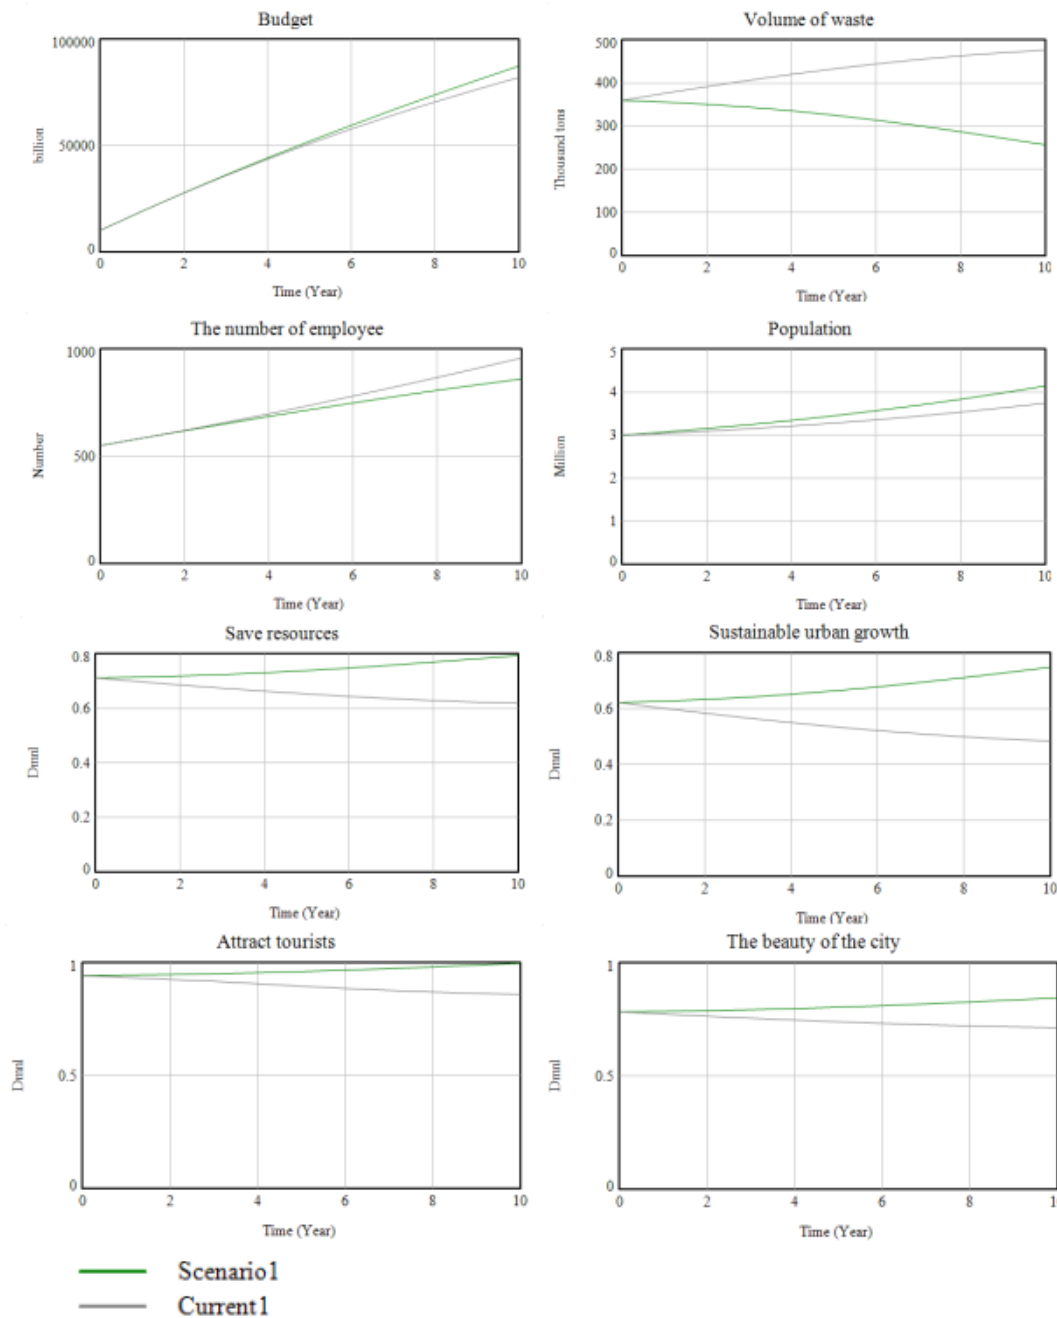 Budget
100000
50000
0
billion
0 2 4 6 8 10
Time (Year)
Volume of waste
500
400
300
200
100
0
Thousand tons
0 2 4 6 8 10
Time (Year)
The number of employee
1000
500
0
Number
0 2 4 6 8 10
Time (Year)
Population
5
4
3
2
1
0
Million
0 2 4 6 8 10
Time (Year)
Save resources
0.8
0.6
0.4
0.2
0
Dmnl
0 2 4 6 8 10
Time (Year)
Sustainable urban growth
0.8
0.6
0.4
0.2
0
Dmnl
0 2 4 6 8 10
Time (Year)
Attract tourists
1
0.5
0
Dmnl
0 2 4 6 8 10
Time (Year)
The beauty of the city
1
0.5
0
Dmnl
0 2 4 6 8 1
Time (Year)
Scenario1
Current1